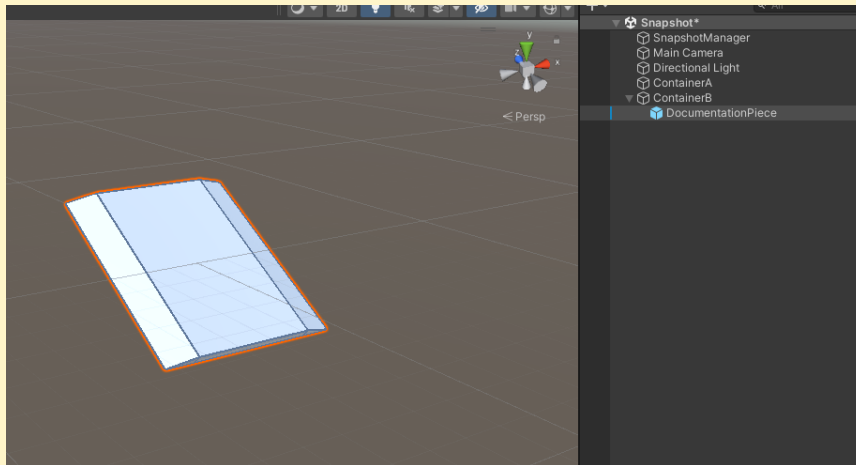 2D
Snapshot*
SnapshotManager
Main Camera
Directional Light
ContainerA
ContainerB
DocumentationPiece
y
z
x
< Persp